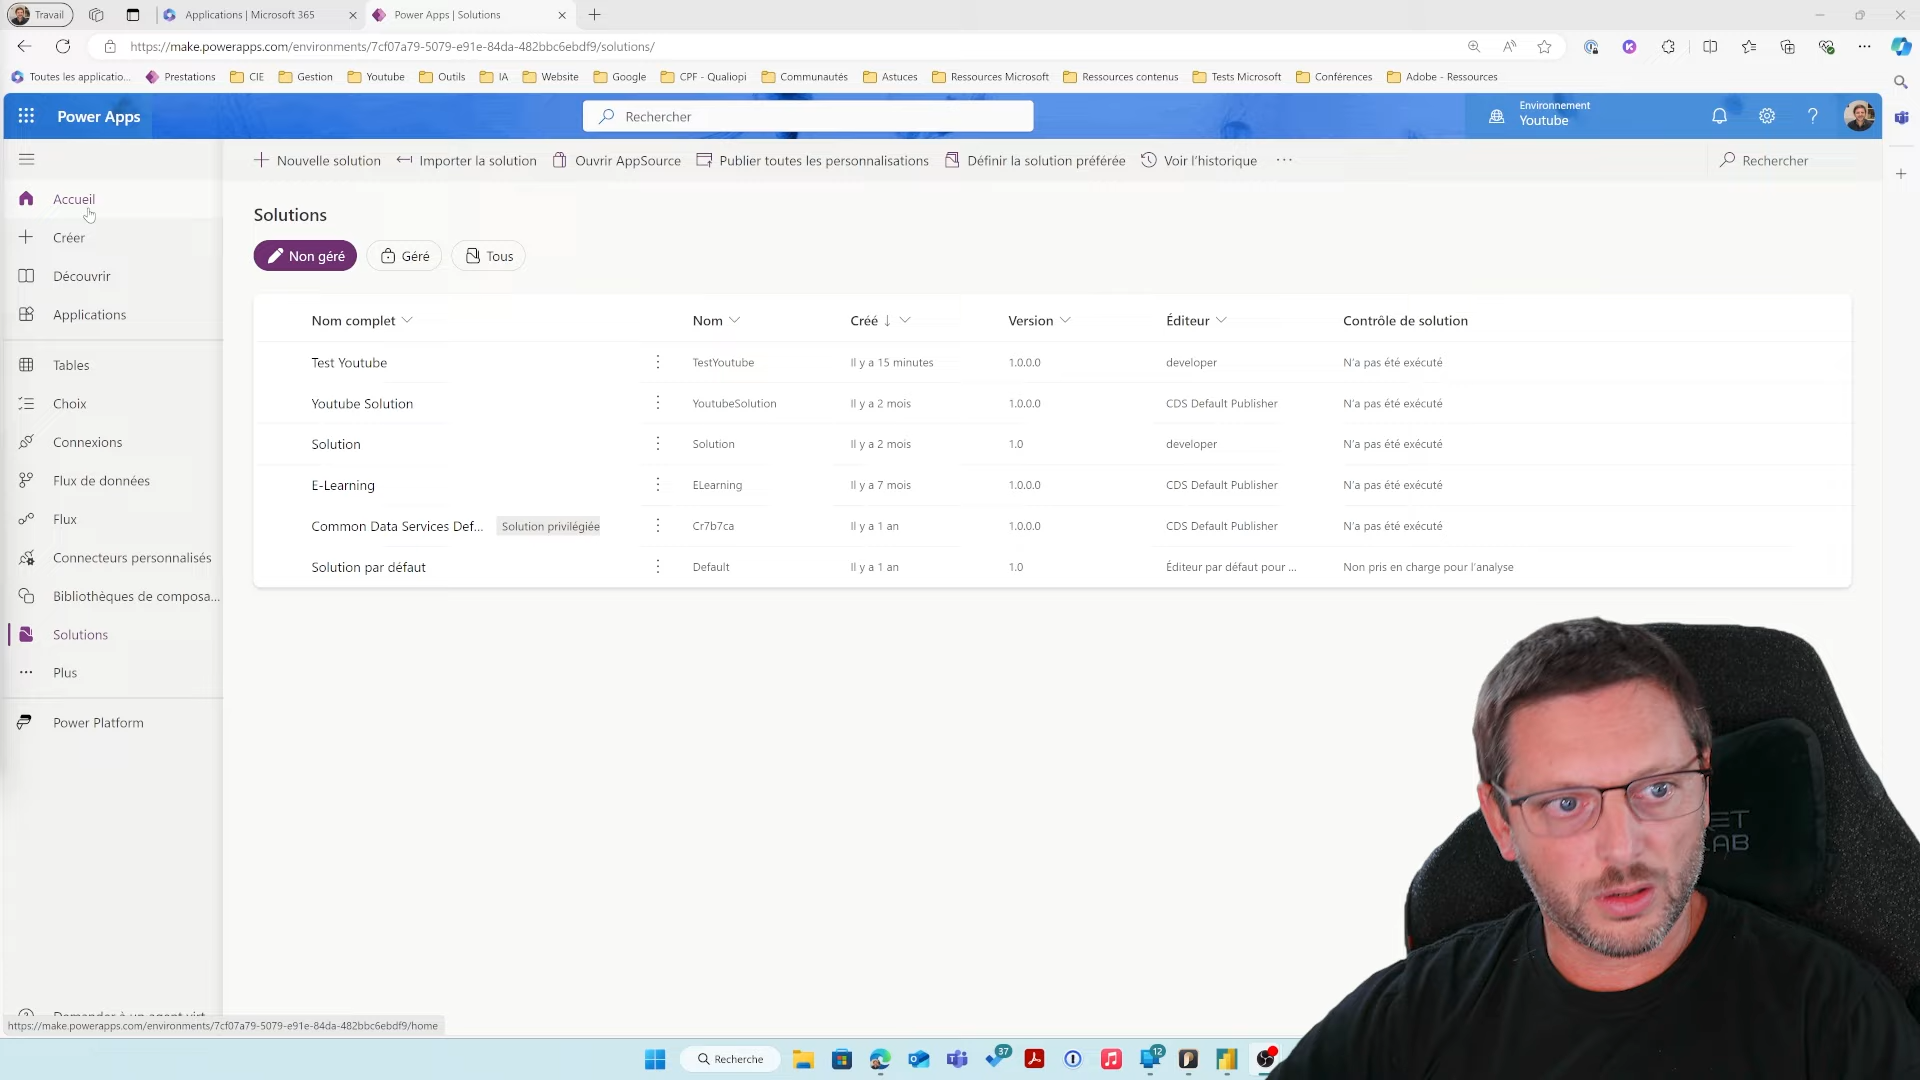 Travail
Applications | Microsoft 365
Power Apps | Solutions
https://make.powerapps.com/environments/7cf07a79-5079-e91e-84da-482bbc6ebdf9/solutions/
Toutes les applicatio... Prestations CIE Gestion Youtube Outils IA Website Google CPF - Qualiopi Communautés Astuces Ressources Microsoft Ressources contenus Tests Microsoft Conférences Adobe - Ressources
Power Apps
Rechercher
Environnement
Youtube
Nouvelle solution Importer la solution Ouvrir AppSource Publier toutes les personnalisations Définir la solution préférée Voir l'historique ··· Rechercher
Accueil
Créer
Découvrir
Applications
Tables
Choix
Connexions
Flux de données
Flux
Connecteurs personnalisés
Bibliothèques de composa...
Solutions
Plus
Power Platform
Solutions
Non géré Géré Tous
Nom complet Nom Créé ↓ Version Éditeur Contrôle de solution
Test Youtube TestYoutube Il y a 15 minutes 1.0.0.0 developer N'a pas été exécuté
Youtube Solution YoutubeSolution Il y a 2 mois 1.0.0.0 CDS Default Publisher N'a pas été exécuté
Solution Solution Il y a 2 mois 1.0 developer N'a pas été exécuté
E-Learning ELearning Il y a 7 mois 1.0.0.0 CDS Default Publisher N'a pas été exécuté
Common Data Services Def... Solution privilégiée Cr7b7ca Il y a 1 an 1.0.0.0 CDS Default Publisher N'a pas été exécuté
Solution par défaut Default Il y a 1 an 1.0 Éditeur par défaut pour ... Non pris en charge pour l'analyse
https://make.powerapps.com/environments/7cf07a79-5079-e91e-84da-482bbc6ebdf9/home
Recherche
37
12